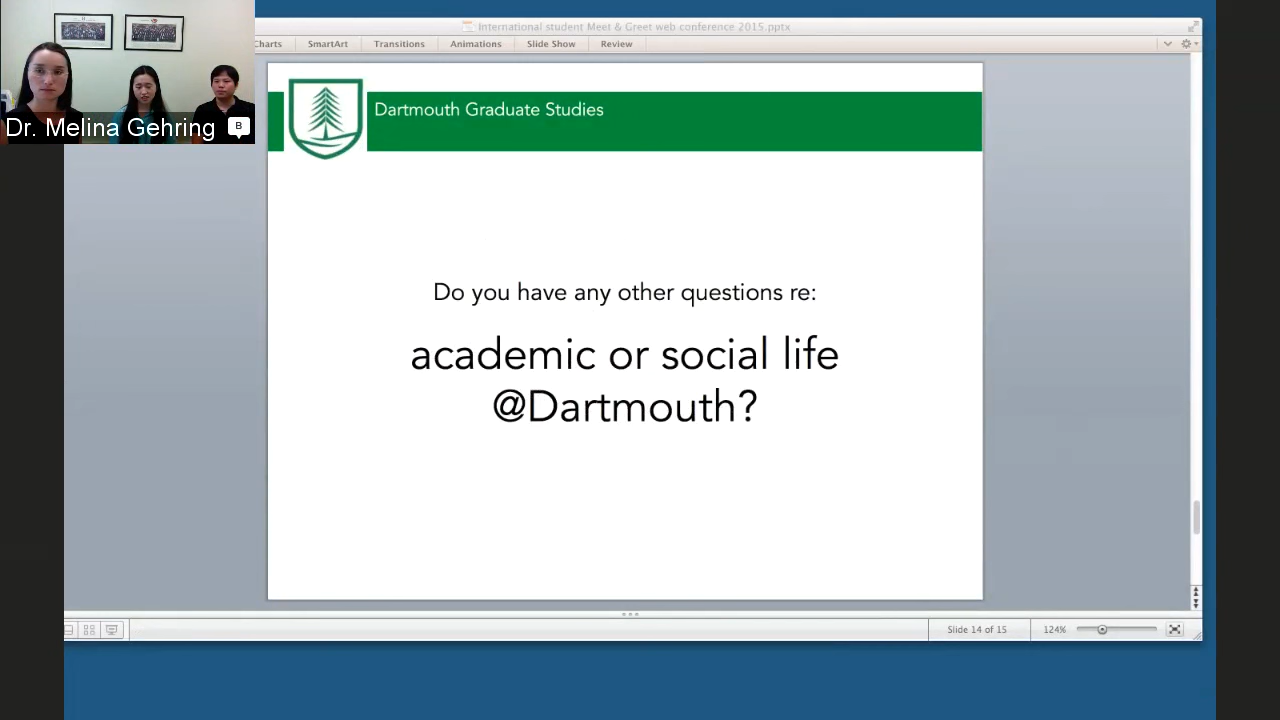 International student Meet & Greet web conference 2015.pptx
Charts SmartArt Transitions Animations Slide Show Review
Dr. Melina Gehring B
Dartmouth Graduate Studies
Do you have any other questions re:
academic or social life
@Dartmouth?
Slide 14 of 15 124%